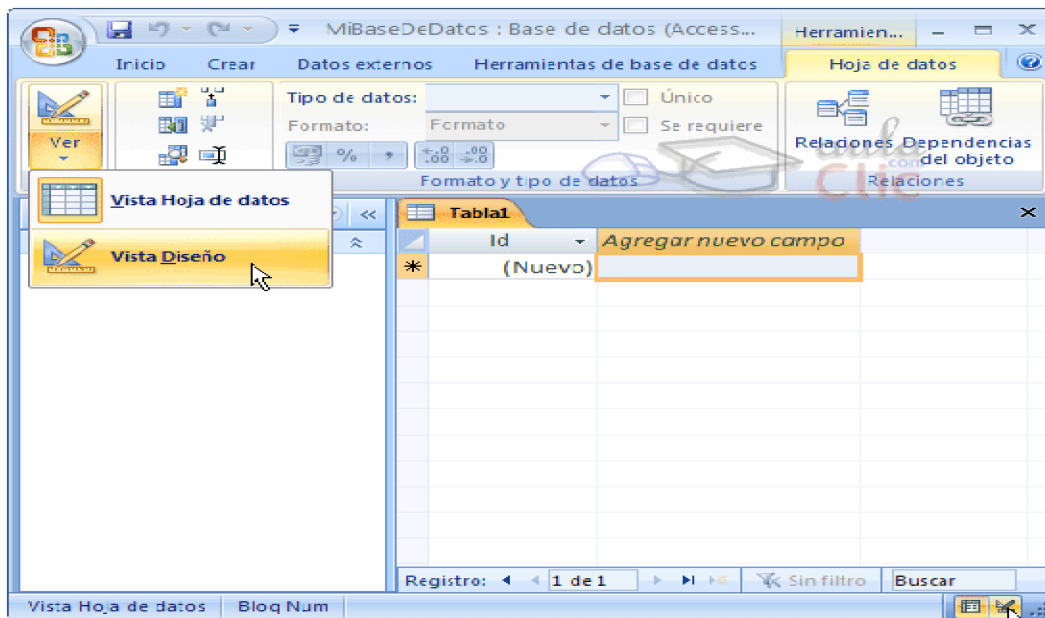 MiBaseDeDatos : Base de datos (Access...
Herramien...
Inicio
Crear
Datos externos
Herramientas de base de datos
Hoja de datos
Ver
Tipo de datos:
Único
Formato:
Formato
Se requiere
Formato y tipo de datos
Relaciones
Dependencias del objeto
Relaciones
aula
.com
Clic
Vista Hoja de datos
Vista Diseño
Tabla1
Id
Agregar nuevo campo
(Nuevo)
Registro:
1 de 1
Sin filtro
Buscar
Vista Hoja de datos
Bloq Num